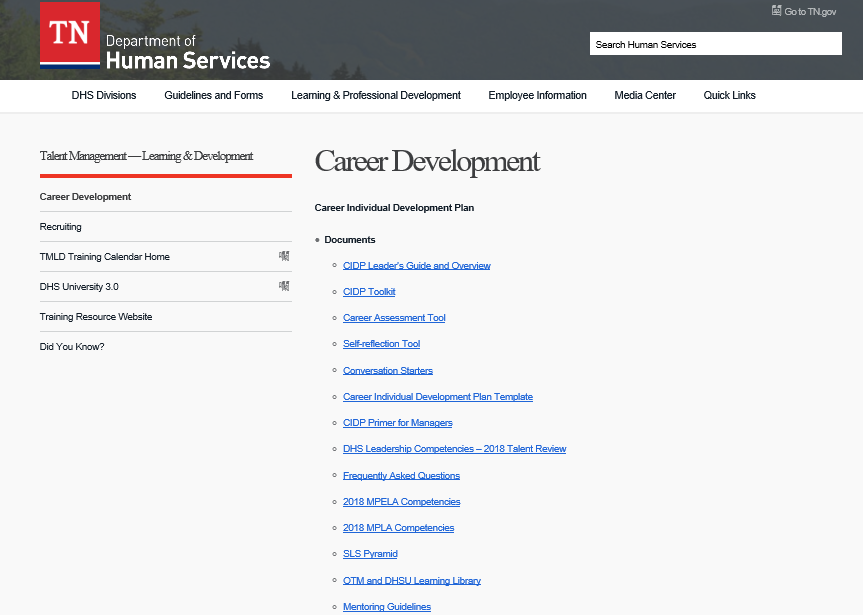 Go to TN.gov
TN
Department of
Human Services
Search Human Services
DHS Divisions
Guidelines and Forms
Learning & Professional Development
Employee Information
Media Center
Quick Links
Talent Management — Learning & Development
Career Development
Recruiting
TMLD Training Calendar Home
DHS University 3.0
Training Resource Website
Did You Know?
Career Development
Career Individual Development Plan
Documents
CIDP Leader's Guide and Overview
CIDP Toolkit
Career Assessment Tool
Self-reflection Tool
Conversation Starters
Career Individual Development Plan Template
CIDP Primer for Managers
DHS Leadership Competencies – 2018 Talent Review
Frequently Asked Questions
2018 MPELA Competencies
2018 MPLA Competencies
SLS Pyramid
OTM and DHSU Learning Library
Mentoring Guidelines